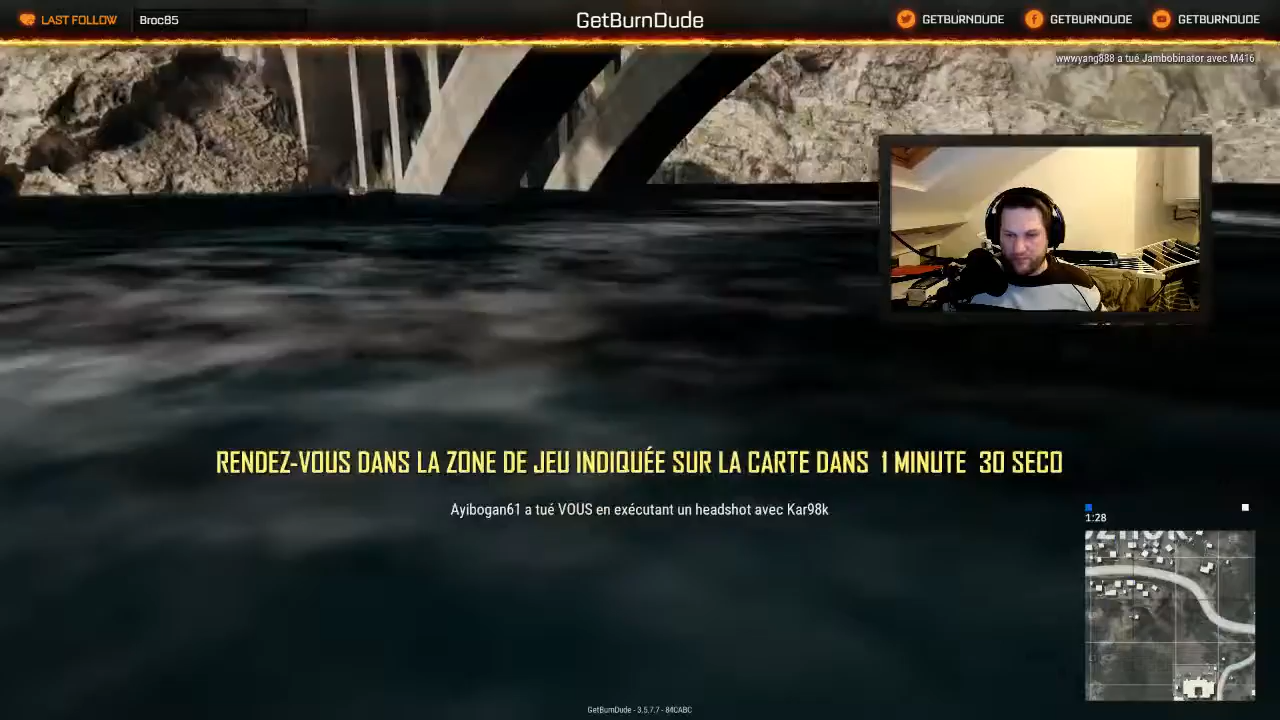 LAST FOLLOW
Broc85
GetBurnDude
GETBURNDUDE
GETBURNDUDE
GETBURNDUDE
wwwyang888 a tué Jambobinator avec M416
RENDEZ-VOUS DANS LA ZONE DE JEU INDIQUÉE SUR LA CARTE DANS 1 MINUTE 30 SECO
Ayibogan61 a tué VOUS en exécutant un headshot avec Kar98k
1:28
GetBurnDude - 3.5.7.7 - 84CABC